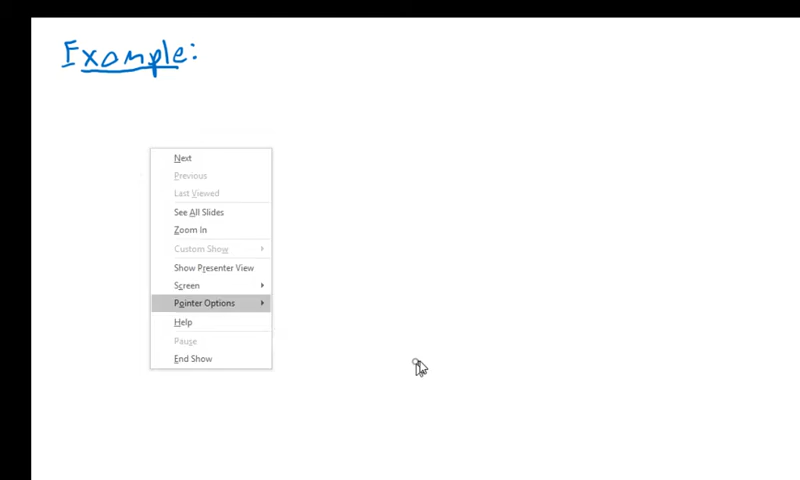 Example:
Next
Previous
Last Viewed
See All Slides
Zoom In
Custom Show
Show Presenter View
Screen
Pointer Options
Help
Pause
End Show